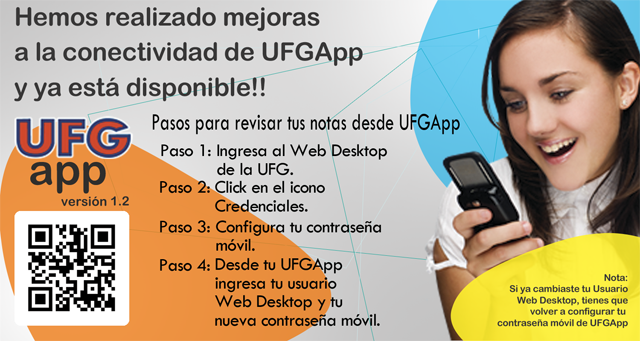 Hemos realizado mejoras
a la conectividad de UFGApp
y ya está disponible!!
UFG
app
versión 1.2
Pasos para revisar tus notas desde UFGApp
Paso 1: Ingresa al Web Desktop
de la UFG.
Paso 2: Click en el icono
Credenciales.
Paso 3: Configura tu contraseña
móvil.
Paso 4: Desde tu UFGApp
ingresa tu usuario
Web Desktop y tu
nueva contraseña móvil.
Nota:
Si ya cambiaste tu Usuario
Web Desktop, tienes que
volver a configurar tu
contraseña móvil de UFGApp